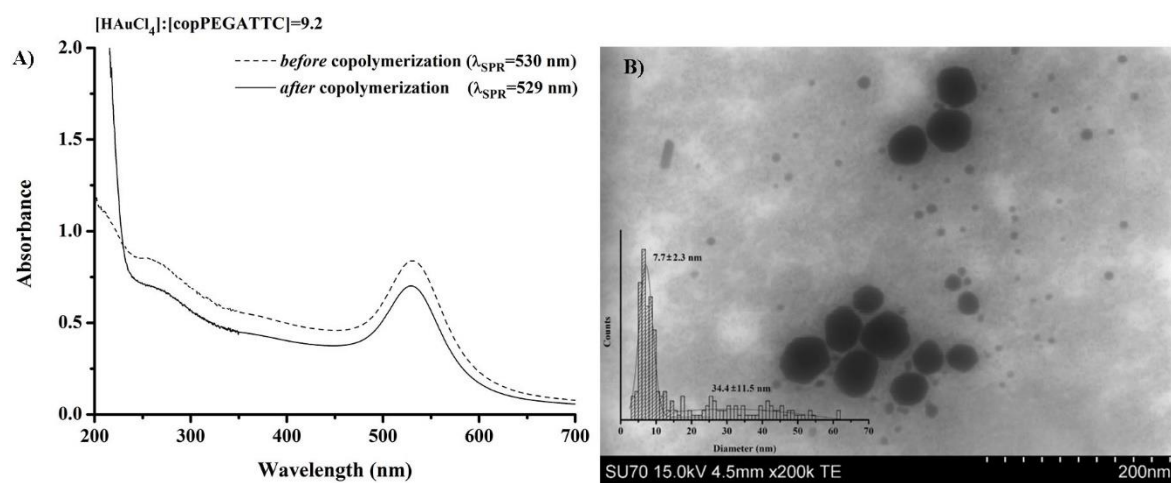 [HAuCl₄]:[copPEGATTC]=9.2
A)
2.0
1.5
1.0
0.5
0.0
Absorbance
before copolymerization (λSPR=530 nm)
after copolymerization (λSPR=529 nm)
200 300 400 500 600 700
Wavelength (nm)
B)
7.7±2.3 nm
34.4±11.5 nm
Counts
0 10 20 30 40 50 60 70
Diameter (nm)
SU70 15.0kV 4.5mm x200k TE
200nm